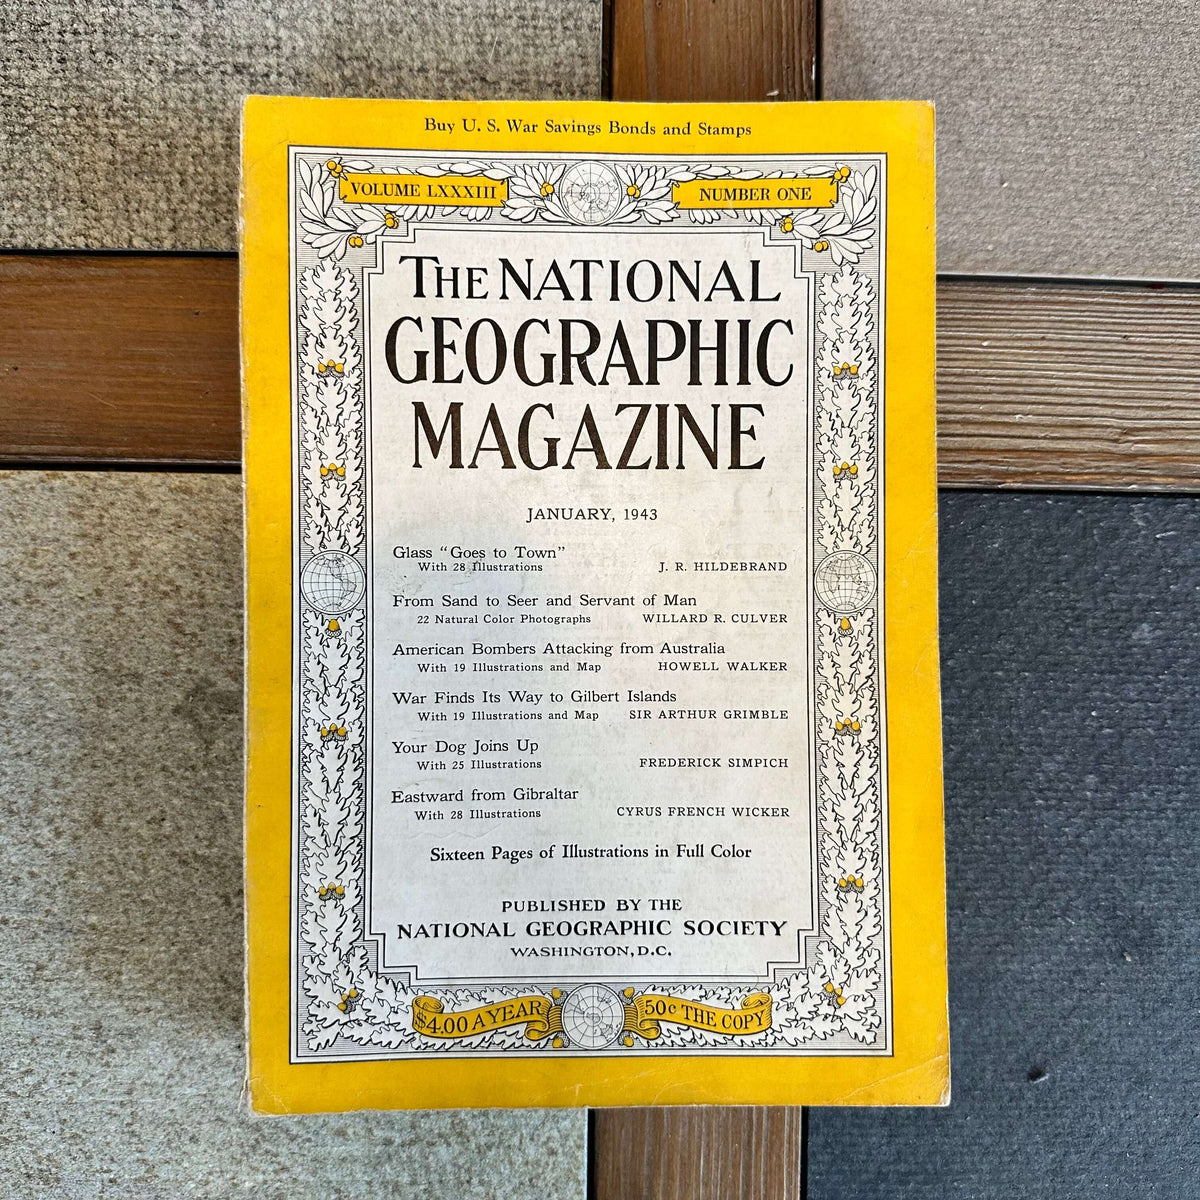 Buy U. S. War Savings Bonds and Stamps
VOLUME LXXXIII NUMBER ONE
THE NATIONAL
GEOGRAPHIC
MAGAZINE
JANUARY, 1943
Glass "Goes to Town"
With 28 Illustrations J. R. HILDEBRAND
From Sand to Seer and Servant of Man
22 Natural Color Photographs WILLARD R. CULVER
American Bombers Attacking from Australia
With 19 Illustrations and Map HOWELL WALKER
War Finds Its Way to Gilbert Islands
With 19 Illustrations and Map SIR ARTHUR GRIMBLE
Your Dog Joins Up
With 25 Illustrations FREDERICK SIMPICH
Eastward from Gibraltar
With 28 Illustrations CYRUS FRENCH WICKER
Sixteen Pages of Illustrations in Full Color
PUBLISHED BY THE
NATIONAL GEOGRAPHIC SOCIETY
WASHINGTON, D.C.
$4.00 A YEAR 50c THE COPY